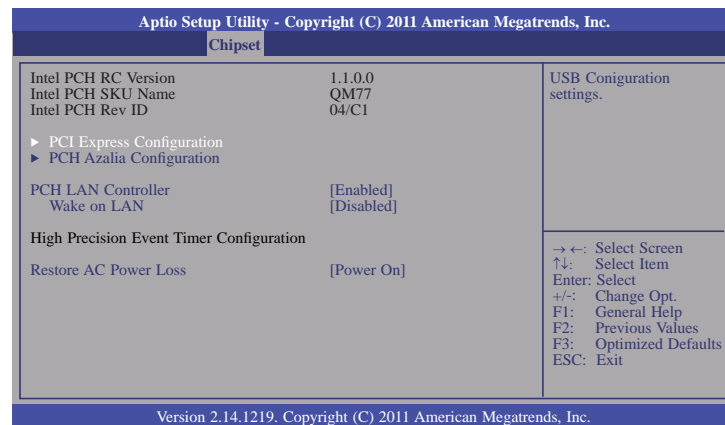 Aptio Setup Utility - Copyright (C) 2011 American Megatrends, Inc.
Chipset
Intel PCH RC Version 1.1.0.0
Intel PCH SKU Name QM77
Intel PCH Rev ID 04/C1
► PCI Express Configuration
► PCH Azalia Configuration
PCH LAN Controller [Enabled]
Wake on LAN [Disabled]
High Precision Event Timer Configuration
Restore AC Power Loss [Power On]
USB Coniguration
settings.
→←: Select Screen
↑↓: Select Item
Enter: Select
+/-: Change Opt.
F1: General Help
F2: Previous Values
F3: Optimized Defaults
ESC: Exit
Version 2.14.1219. Copyright (C) 2011 American Megatrends, Inc.